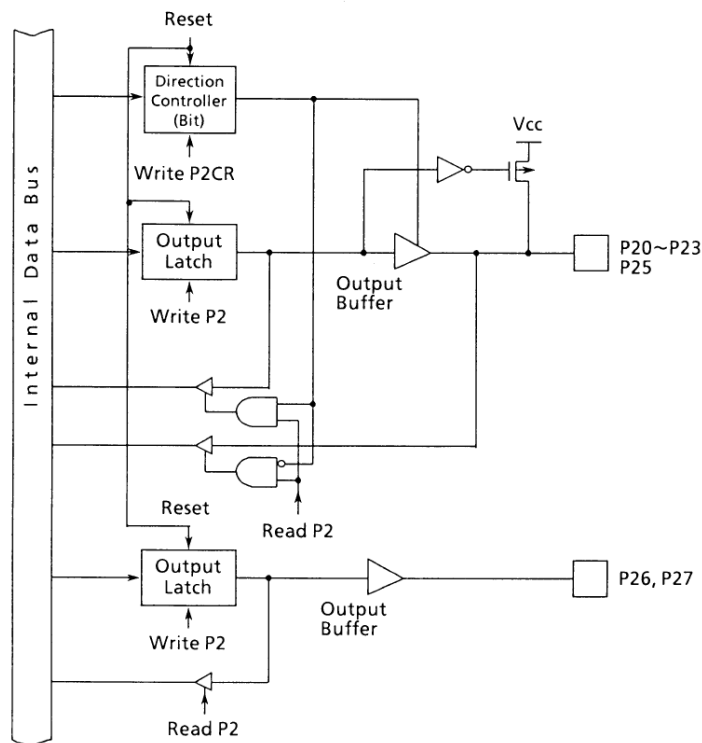 Reset
Direction
Controller
(Bit)
Vcc
Write P2CR
Output
Latch
P20~P23
P25
Output
Buffer
Write P2
Internal Data Bus
Reset
Read P2
Output
Latch
P26, P27
Output
Buffer
Write P2
Read P2